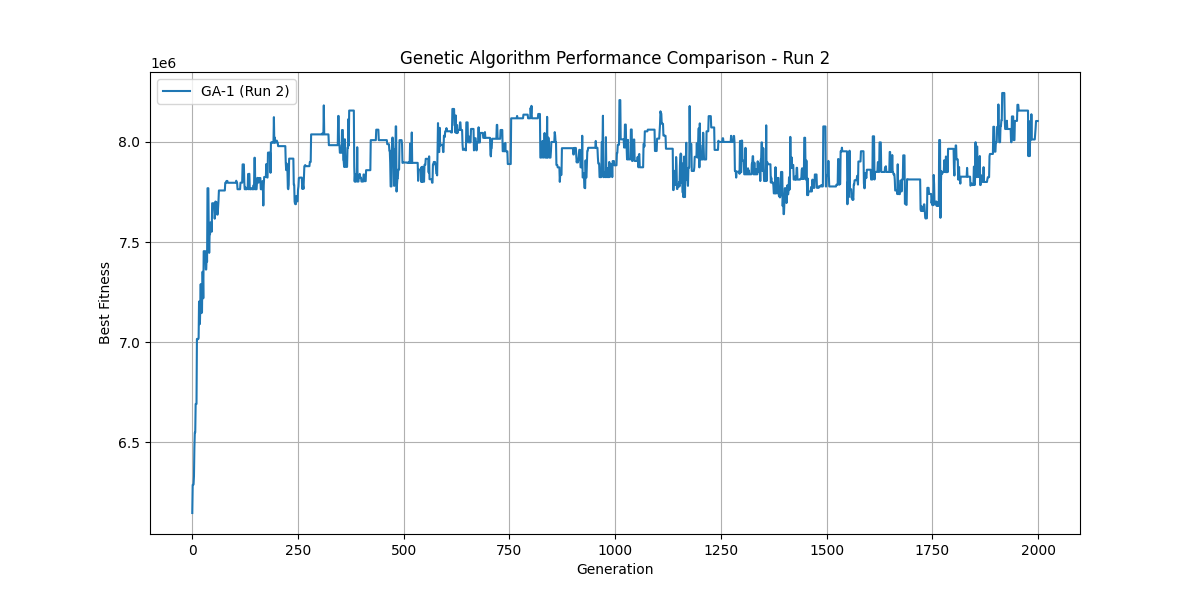 Genetic Algorithm Performance Comparison - Run 2
1e6
GA-1 (Run 2)
8.0
7.5
7.0
6.5
Best Fitness
0 250 500 750 1000 1250 1500 1750 2000
Generation